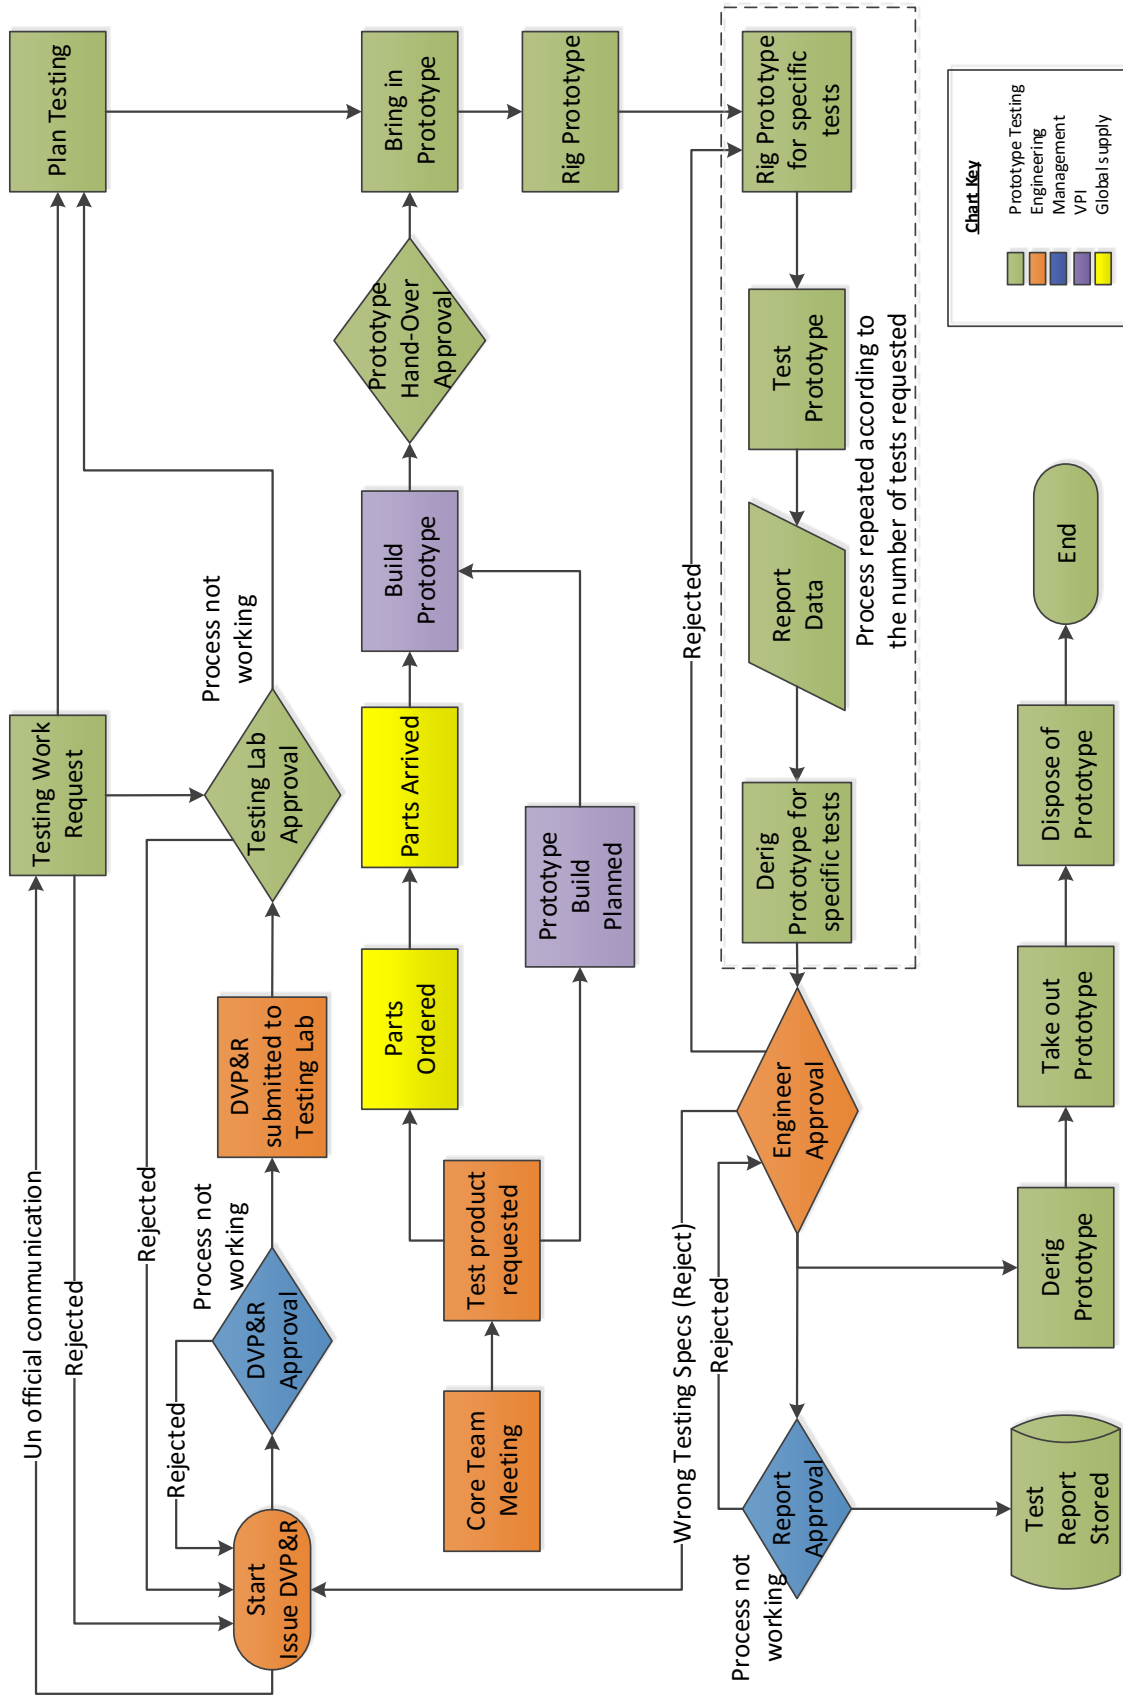 Un official communication
Rejected
Testing Work
Request
Plan Testing
Rejected
Rejected
Start
Issue DVP&R
DVP&R
Approval
Process not
working
DVP&R
submitted to
Testing Lab
Testing Lab
Approval
Process not
working
Core Team
Meeting
Test product
requested
Parts
Ordered
Parts Arrived
Build
Prototype
Prototype
Hand-Over
Approval
Bring in
Prototype
Prototype
Build
Planned
Rig Prototype
Wrong Testing Specs (Reject)
Rejected
Rejected
Process not
working
Report
Approval
Engineer
Approval
Derig
Prototype for
specific tests
Report
Data
Test
Prototype
Rig Prototype
for specific
tests
Process repeated according to
the number of tests requested
Test
Report
Stored
Derig
Prototype
Take out
Prototype
Dispose of
Prototype
End
Chart Key
Prototype Testing
Engineering
Management
VPI
Global supply